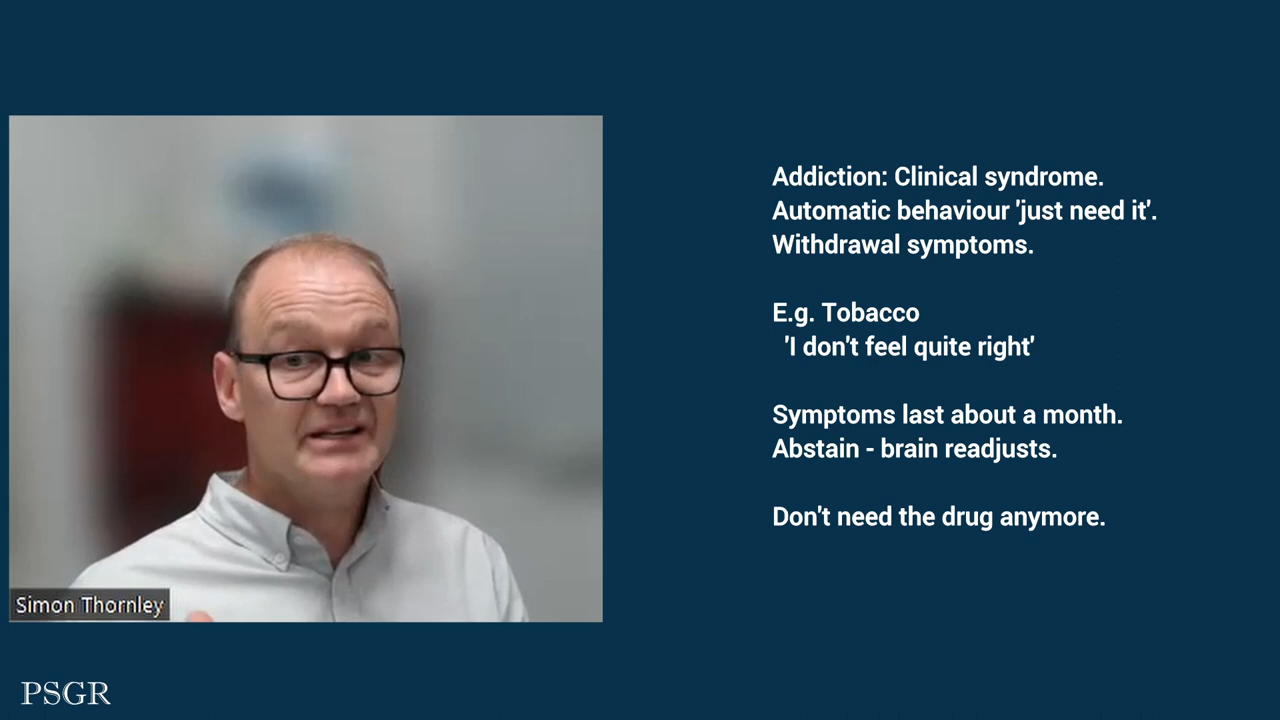 Addiction: Clinical syndrome.
Automatic behaviour 'just need it'.
Withdrawal symptoms.
E.g. Tobacco
'I don't feel quite right'
Symptoms last about a month.
Abstain - brain readjusts.
Don't need the drug anymore.
Simon Thornley
PSGR